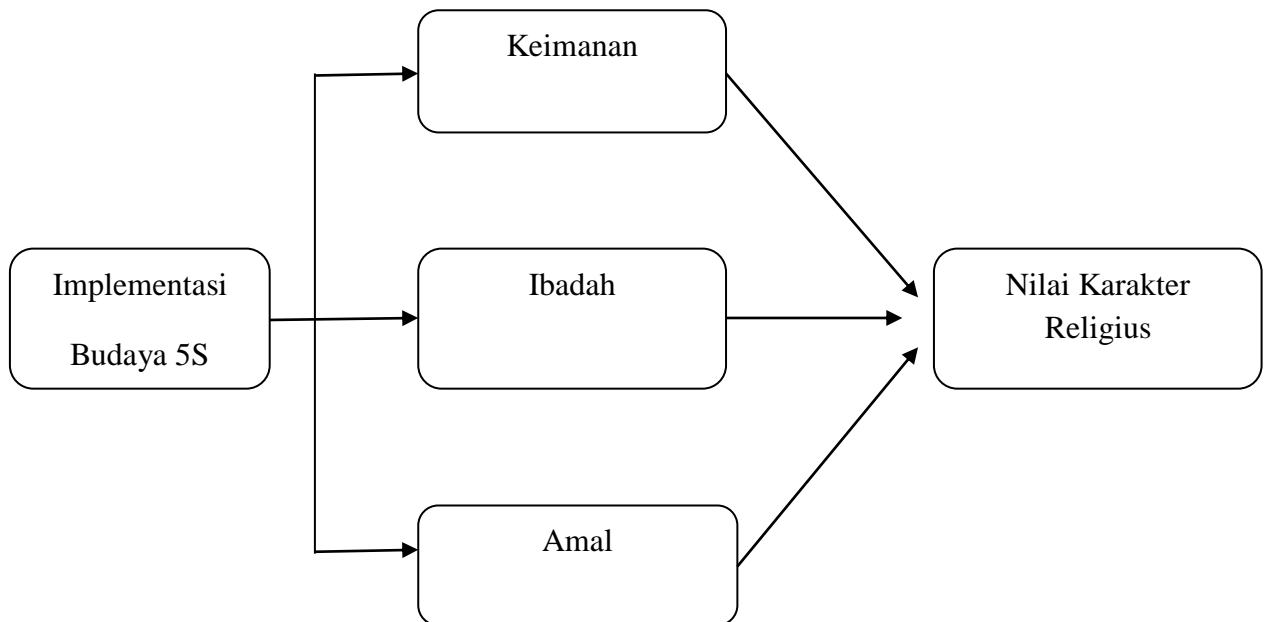 Keimanan
Implementasi
Budaya 5S
Ibadah
Nilai Karakter
Religius
Amal